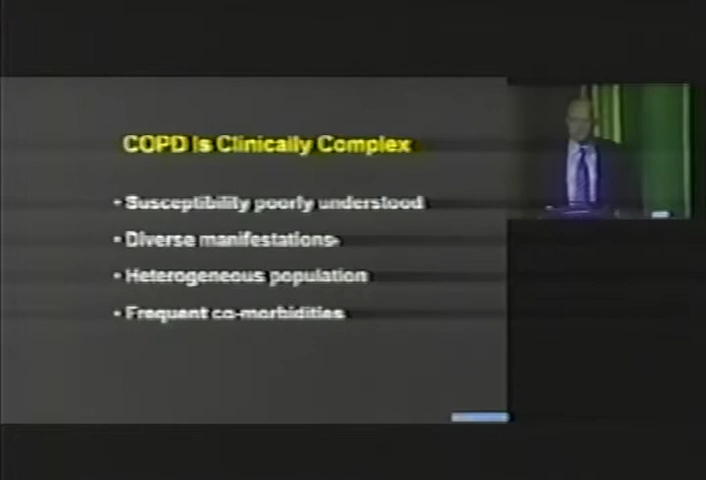 COPD Is Clinically Complex
• Susceptibility poorly understood
• Diverse manifestations
• Heterogeneous population
• Frequent co-morbidities